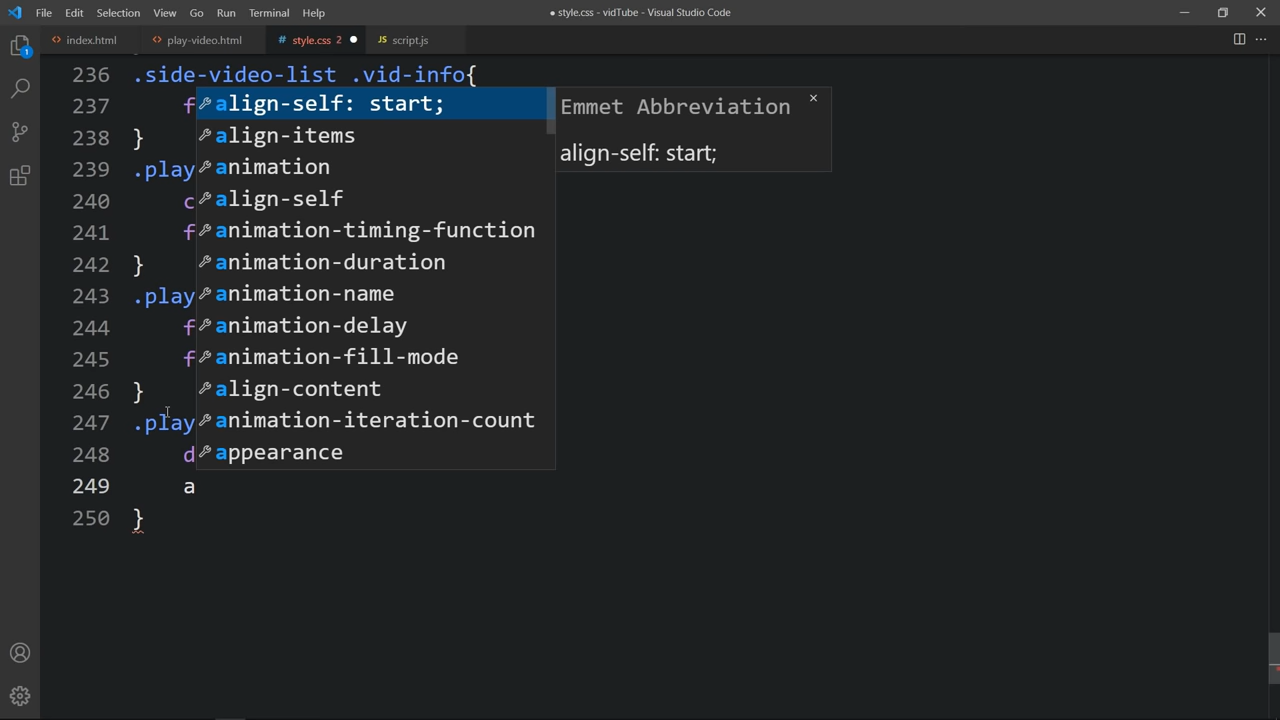 File Edit Selection View Go Run Terminal Help
● style.css - vidTube - Visual Studio Code
index.html play-video.html # style.css 2 JS script.js
1
236 .side-video-list .vid-info{
237 f
238 }
239 .play
240 c
241 f
242 }
243 .play
244 f
245 f
246 }
247 .play
248 d
249 a
250 }
align-self: start;
align-items
animation
align-self
animation-timing-function
animation-duration
animation-name
animation-delay
animation-fill-mode
align-content
animation-iteration-count
appearance
Emmet Abbreviation
align-self: start;